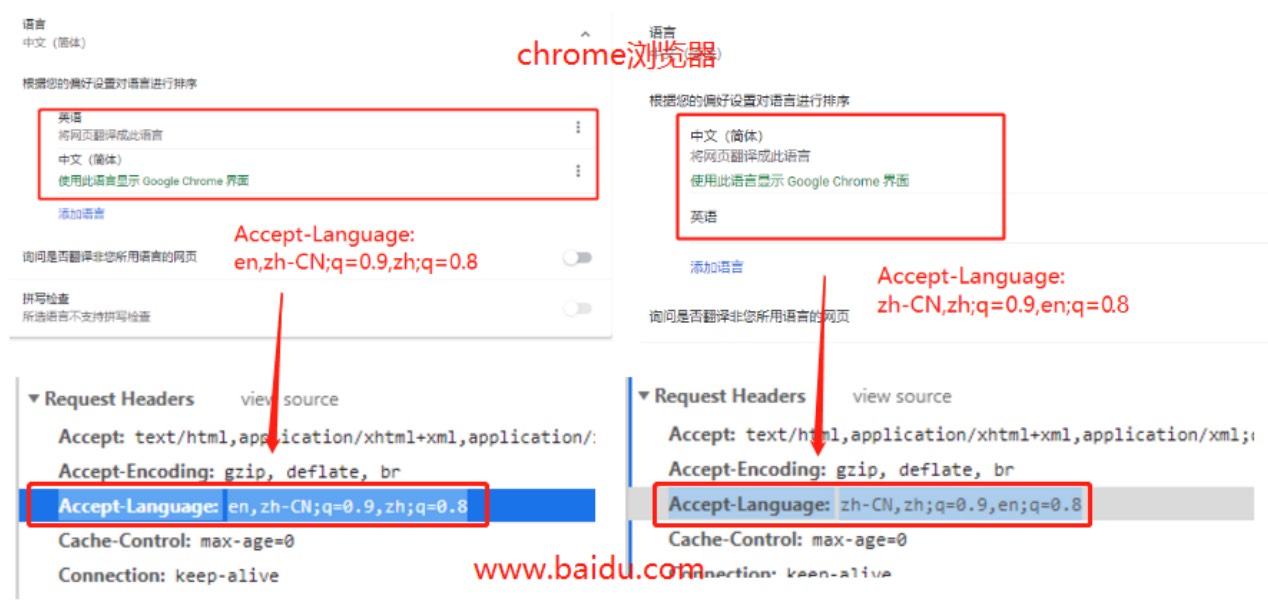 chrome浏览器
语言
中文（简体）
根据您的偏好设置对语言进行排序
英语
将网页翻译成此语言
中文（简体）
使用此语言显示 Google Chrome 界面
添加语言
Accept-Language:
en,zh-CN;q=0.9,zh;q=0.8
询问是否翻译非您所用语言的网页
拼写检查
所选语言不支持拼写检查
Request Headers view source
Accept: text/html,application/xhtml+xml,application/
Accept-Encoding: gzip, deflate, br
Accept-Language: en,zh-CN;q=0.9,zh;q=0.8
Cache-Control: max-age=0
Connection: keep-alive
语言
根据您的偏好设置对语言进行排序
中文（简体）
将网页翻译成此语言
使用此语言显示 Google Chrome 界面
英语
添加语言
Accept-Language:
zh-CN,zh;q=0.9,en;q=0.8
询问是否翻译非您所用语言的网页
Request Headers view source
Accept: text/html,application/xhtml+xml,application/xml;
Accept-Encoding: gzip, deflate, br
Accept-Language: zh-CN,zh;q=0.9,en;q=0.8
Cache-Control: max-age=0
Connection: keep-alive
www.baidu.com